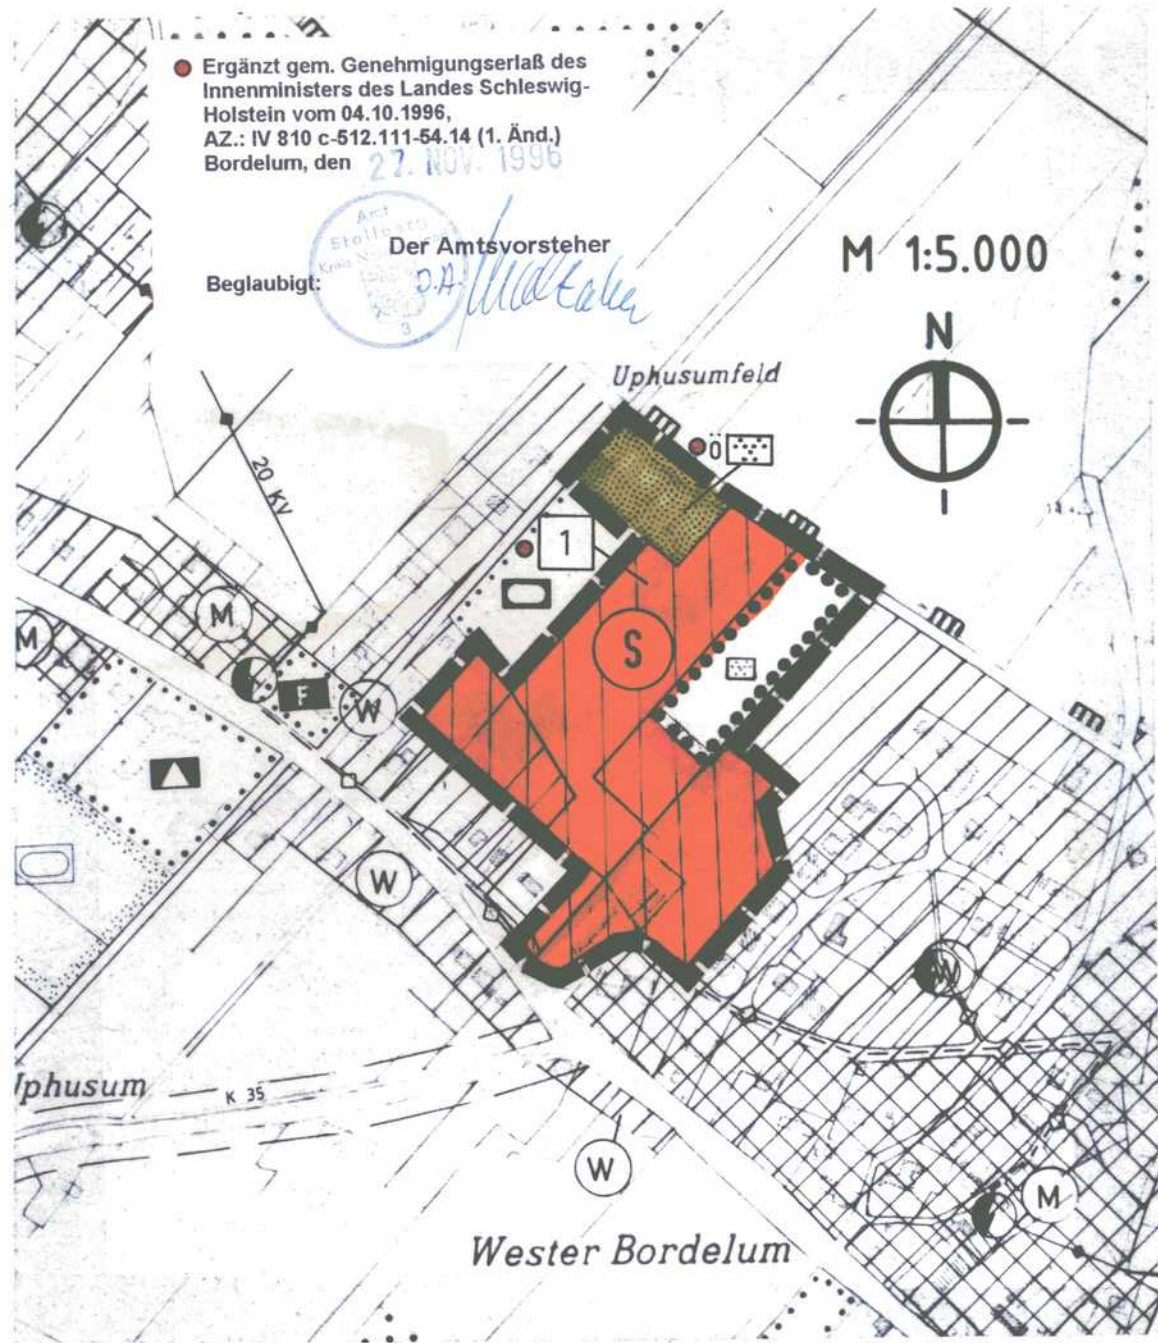 Ergänzt gem. Genehmigungserlaß des
Innenministers des Landes Schleswig-
Holstein vom 04.10.1996,
AZ.: IV 810 c-512.111-54.14 (1. Änd.)
Bordelum, den 27. NOV. 1996
Amt
Der Amtsvorsteher
Beglaubigt:
3
M 1:5.000
N
Uphusumfeld
Ö
20 KV
1
M
M
S
F
W
W
W
Uphusum
K 35
W
M
Wester Bordelum